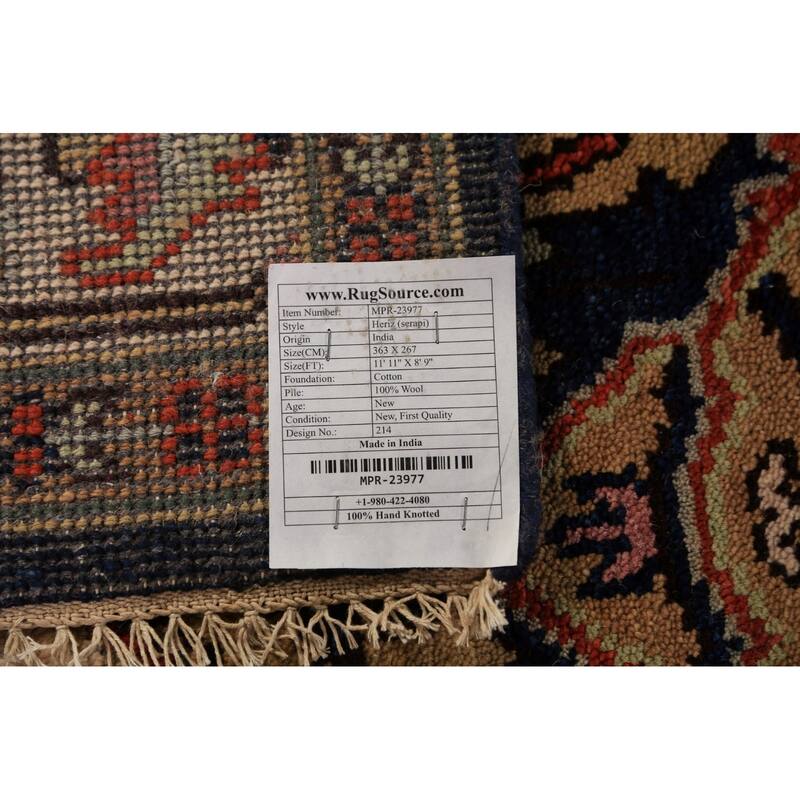 www.RugSource.com
Item Number: MPR-23977
Style Heriz (serapi)
Origin India
Size(CM): 363 X 267
Size(FT): 11' 11" X 8' 9"
Foundation: Cotton
Pile: 100% Wool
Age: New
Condition: New, First Quality
Design No.: 214
Made in India
MPR-23977
+1-980-422-4080
100% Hand Knotted